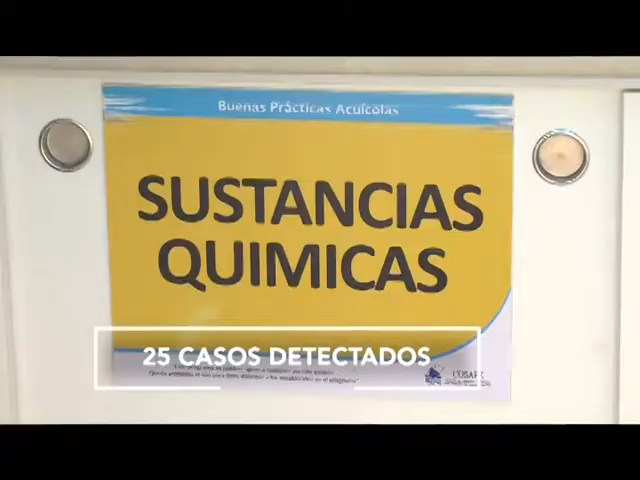 Buenas Prácticas Acuícolas
SUSTANCIAS
QUIMICAS
25 CASOS DETECTADOS